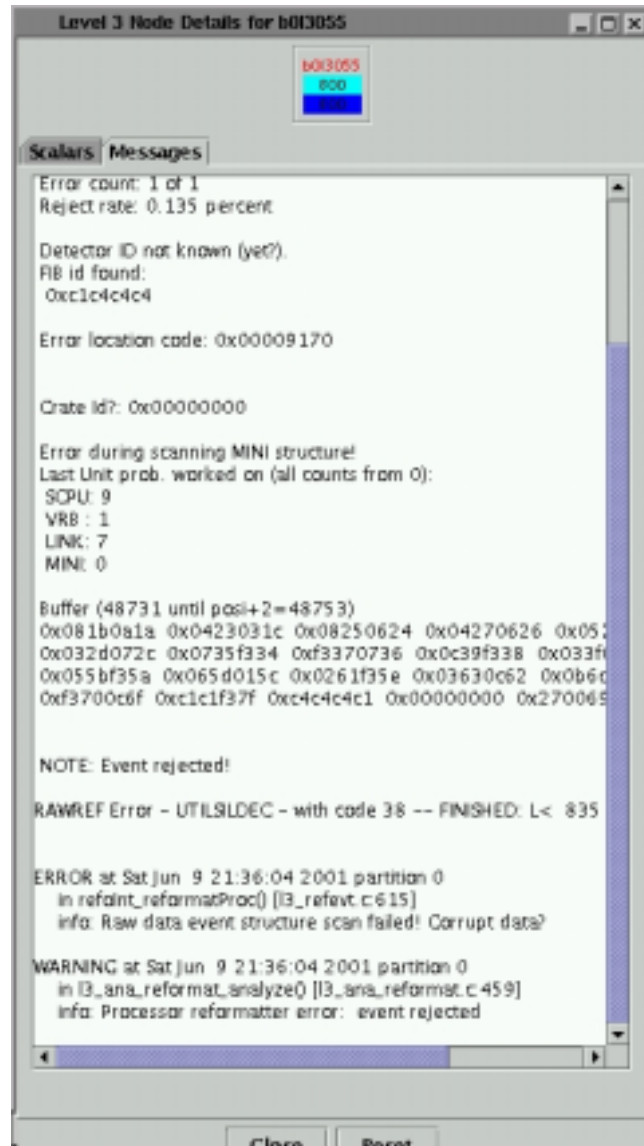 Level 3 Node Details for b0l3055
b0l3055
800
Scalars Messages
Error count: 1 of 1
Reject rate: 0.135 percent
Detector ID not known (yet?).
FIB id found:
0xc1c4c4c4
Error location code: 0x00009170
Crate Id?: 0x00000000
Error during scanning MINI structure!
Last Unit prob. worked on (all counts from 0):
SCPU: 9
VRB : 1
LINK: 7
MINI: 0
Buffer (48731 until posi+2=48753)
0x081b0a1a 0x0423031c 0x08250624 0x04270626 0x052
0x032d072c 0x0735f334 0xf3370736 0x0c39f338 0x033f
0x055bf35a 0x065d015c 0x0261f35e 0x03630c62 0x0b6c
0xf3700c6f 0xc1c1f37f 0xc4c4c4c1 0x00000000 0x270069
NOTE: Event rejected!
RAWREF Error - UTILSILDEC - with code 38 -- FINISHED: L< 835
ERROR at Sat Jun 9 21:36:04 2001 partition 0
in refoint_reformatProc() [l3_refevt.c:615]
info: Raw data event structure scan failed! Corrupt data?
WARNING at Sat Jun 9 21:36:04 2001 partition 0
in l3_ana_reformat_analyze() [l3_ana_reformat.c:459]
info: Processor reformatter error: event rejected
Close Reset